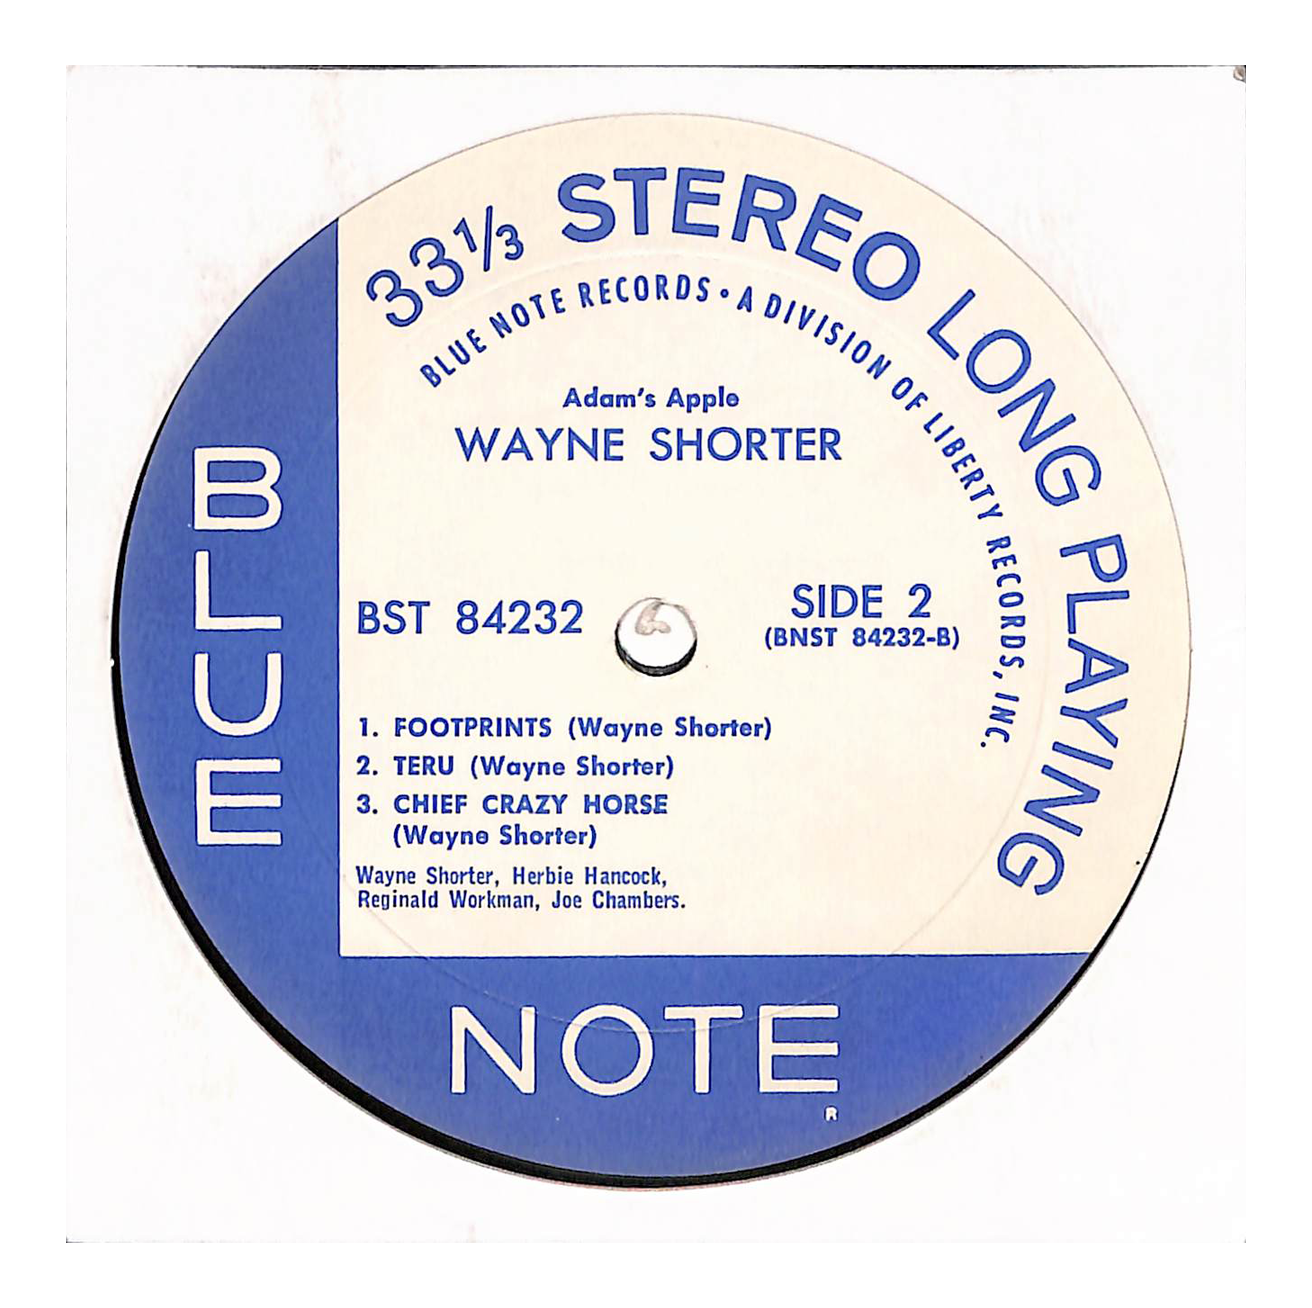 33 1/3 STEREO LONG PLAYING
BLUE NOTE RECORDS • A DIVISION OF LIBERTY RECORDS, INC.
Adam's Apple
WAYNE SHORTER
BST 84232
SIDE 2
(BNST 84232-B)
1. FOOTPRINTS (Wayne Shorter)
2. TERU (Wayne Shorter)
3. CHIEF CRAZY HORSE
(Wayne Shorter)
Wayne Shorter, Herbie Hancock,
Reginald Workman, Joe Chambers.
BLUE
NOTE
R